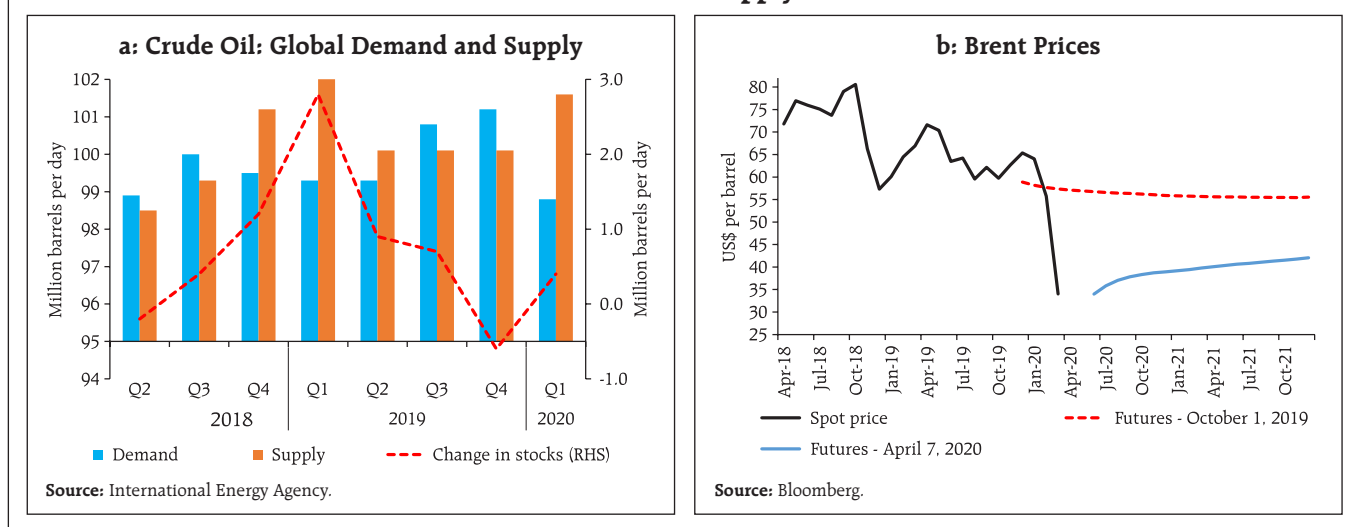 a: Crude Oil: Global Demand and Supply
Million barrels per day
102
101
100
99
98
97
96
95
94
3.0
2.0
1.0
0.0
-1.0
Million barrels per day
Q2 Q3 Q4 Q1 Q2 Q3 Q4 Q1
2018 2019 2020
Demand Supply Change in stocks (RHS)
Source: International Energy Agency.
b: Brent Prices
US$ per barrel
80
75
70
65
60
55
50
45
40
35
30
25
Apr-18 Jul-18 Oct-18 Jan-19 Apr-19 Jul-19 Oct-19 Jan-20 Apr-20 Jul-20 Oct-20 Jan-21 Apr-21 Jul-21 Oct-21
Spot price Futures - October 1, 2019
Futures - April 7, 2020
Source: Bloomberg.